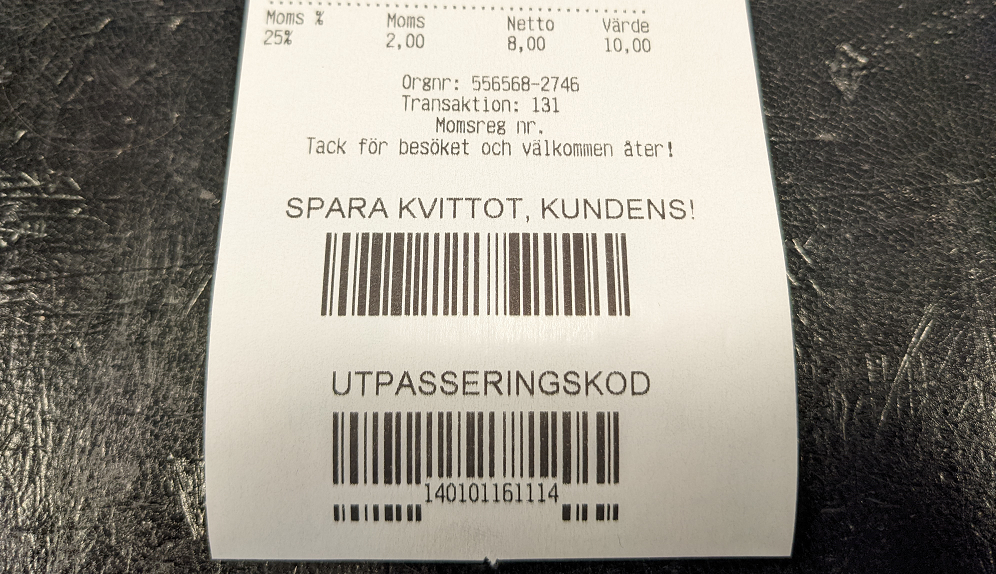 Moms % Moms Netto Värde
25% 2,00 8,00 10,00
Orgnr: 556568-2746
Transaktion: 131
Momsreg nr.
Tack för besöket och välkommen åter!
SPARA KVITTOT, KUNDENS!
UTPASSERINGSKOD
140101161114